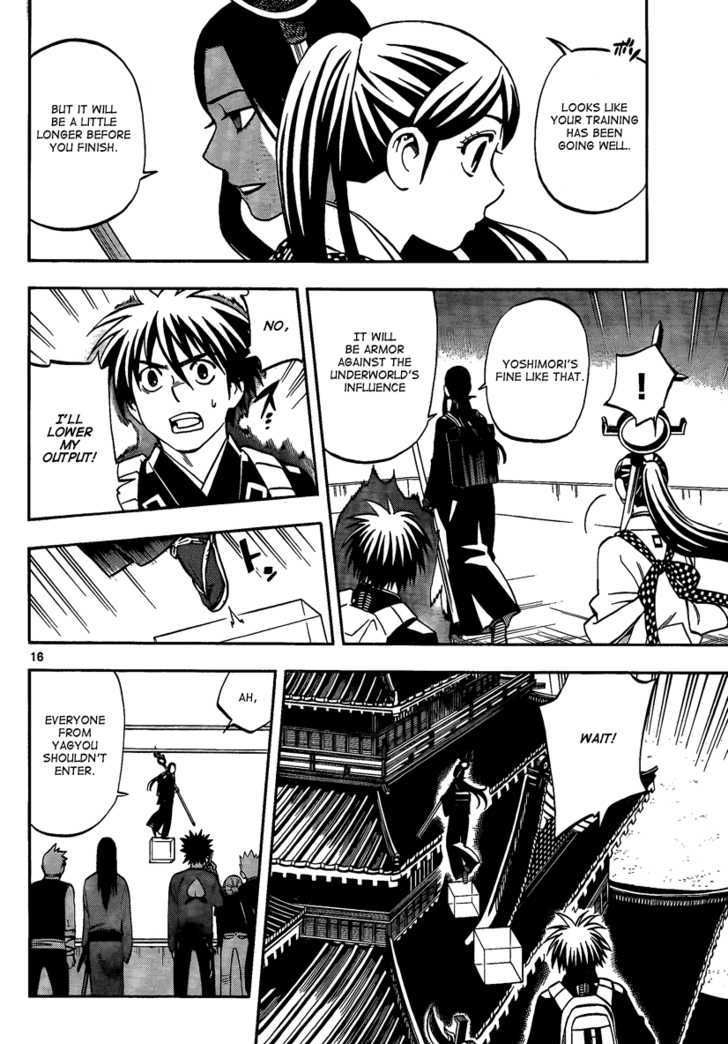 LOOKS LIKE
YOUR TRAINING
HAS BEEN
GOING WELL.
BUT IT WILL
BE A LITTLE
LONGER BEFORE
YOU FINISH.
!
YOSHIMORI'S
FINE LIKE THAT.
IT WILL
BE ARMOR
AGAINST THE
UNDERWORLD'S
INFLUENCE
NO,
I'LL
LOWER
MY
OUTPUT!
トン
16
WAIT!
AH,
EVERYONE
FROM
YAGYOU
SHOULDN'T
ENTER.